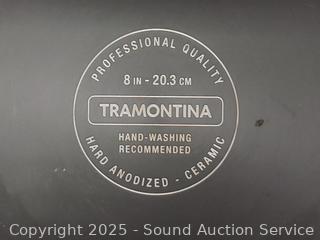 PROFESSIONAL QUALITY
8 IN - 20.3 CM
TRAMONTINA
HAND-WASHING
RECOMMENDED
HARD ANODIZED - CERAMIC
Copyright 2025 - Sound Auction Service